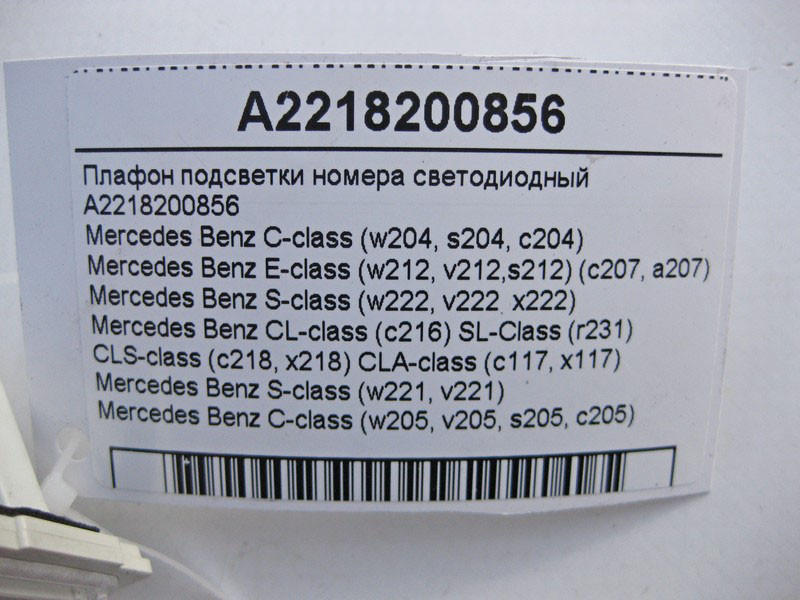 A2218200856
Плафон подсветки номера светодиодный
A2218200856
Mercedes Benz C-class (w204, s204, c204)
Mercedes Benz E-class (w212, v212,s212) (c207, a207)
Mercedes Benz S-class (w222, v222 x222)
Mercedes Benz CL-class (c216) SL-Class (r231)
CLS-class (c218, x218) CLA-class (c117, x117)
Mercedes Benz S-class (w221, v221)
Mercedes Benz C-class (w205, v205, s205, c205)